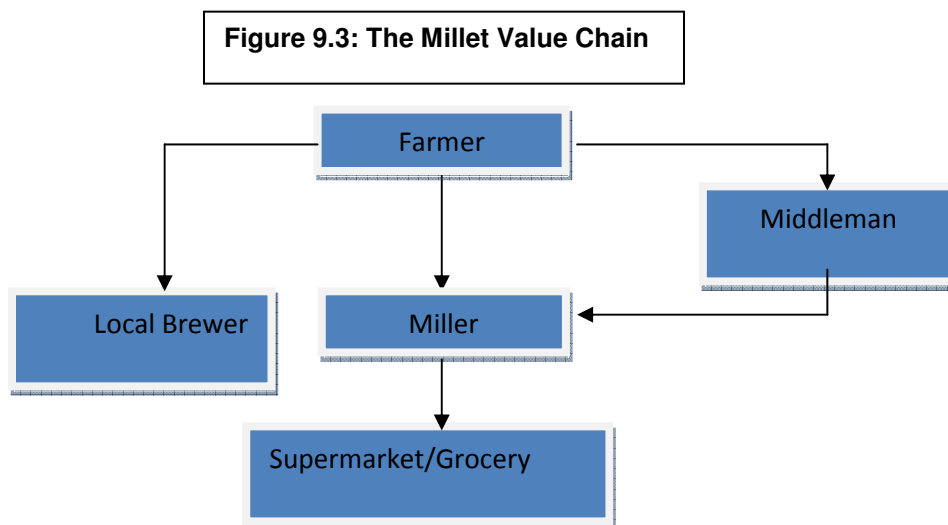 Figure 9.3: The Millet Value Chain
Farmer
Middleman
Local Brewer
Miller
Supermarket/Grocery